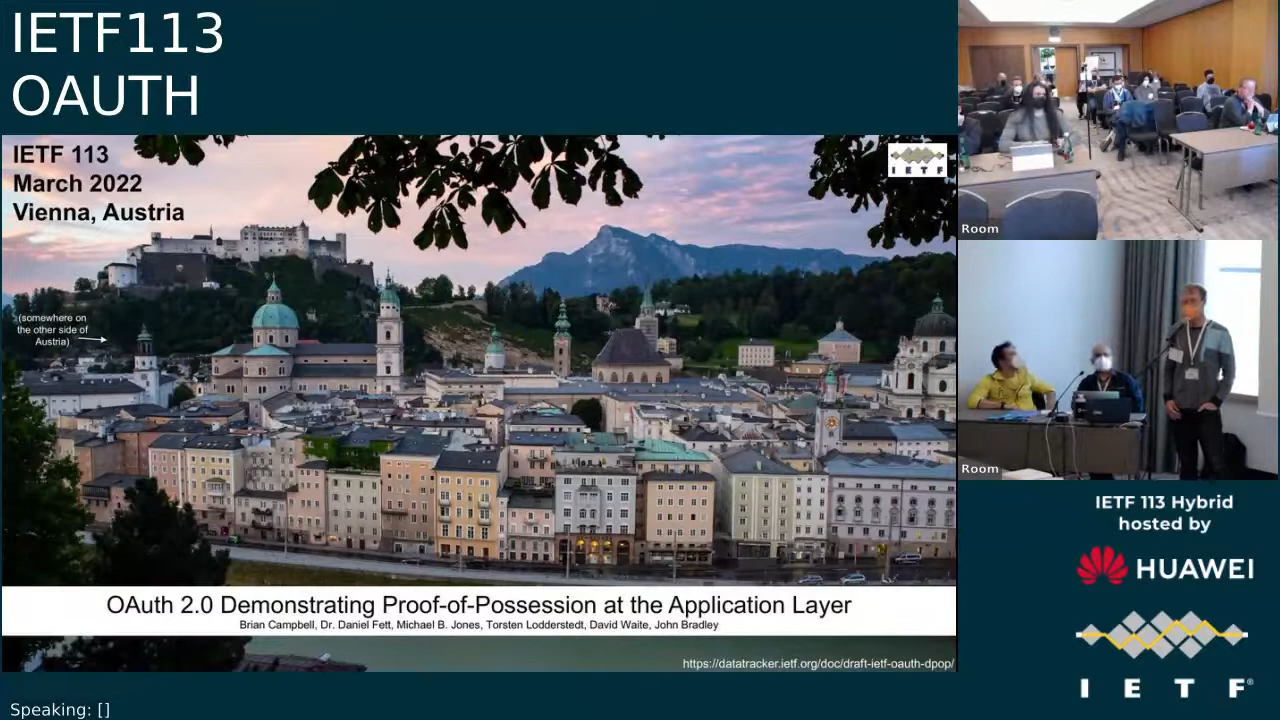 IETF113
OAUTH
IETF 113
March 2022
Vienna, Austria
I E T F
(somewhere on
the other side of
Austria)
OAuth 2.0 Demonstrating Proof-of-Possession at the Application Layer
Brian Campbell, Dr. Daniel Fett, Michael B. Jones, Torsten Lodderstedt, David Waite, John Bradley
https://datatracker.ietf.org/doc/draft-ietf-oauth-dpop/
Room
Room
IETF 113 Hybrid
hosted by
HUAWEI
I E T F®
Speaking: []